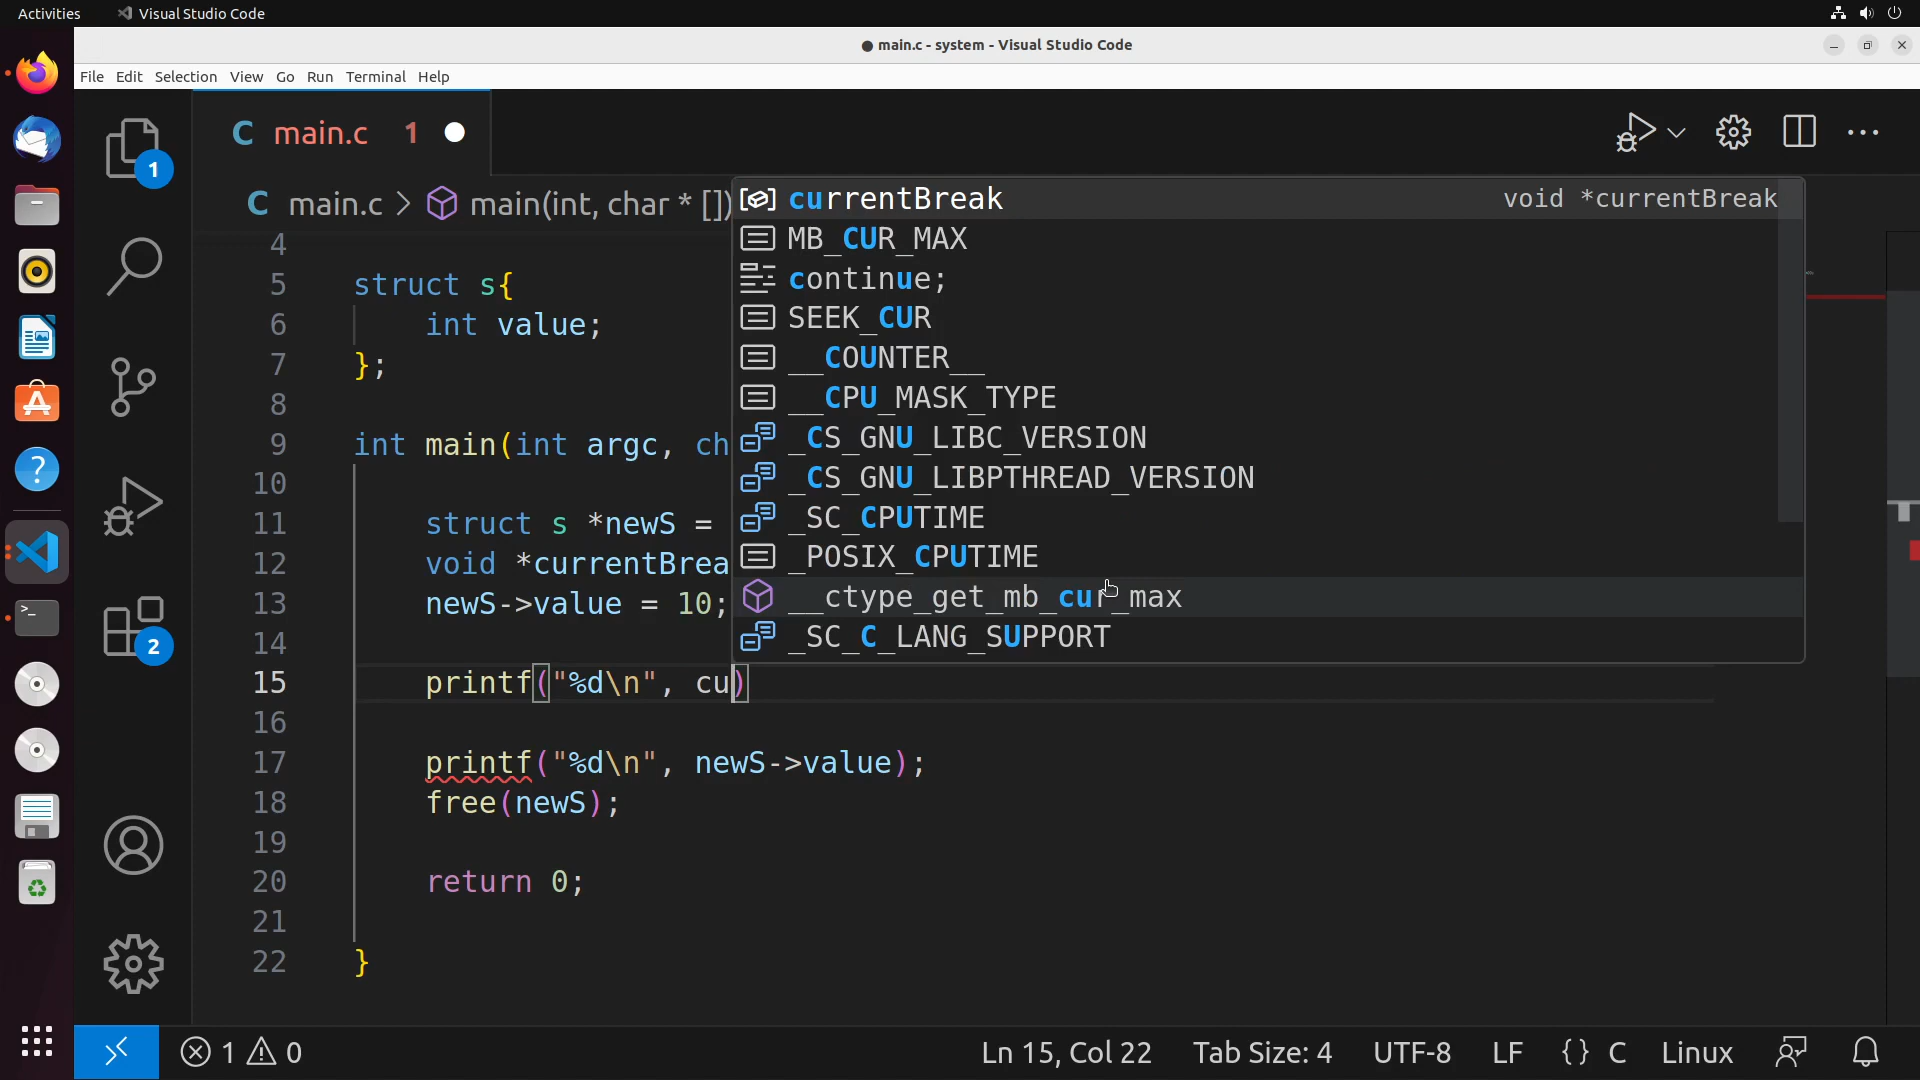 Activities Visual Studio Code
● main.c - system - Visual Studio Code
File Edit Selection View Go Run Terminal Help
C main.c 1
C main.c > main(int, char * [])
currentBreak void *currentBreak
MB_CUR_MAX
continue;
SEEK_CUR
__COUNTER__
__CPU_MASK_TYPE
_CS_GNU_LIBC_VERSION
_CS_GNU_LIBPTHREAD_VERSION
_SC_CPUTIME
_POSIX_CPUTIME
__ctype_get_mb_cur_max
_SC_C_LANG_SUPPORT
4
5 struct s{
6 int value;
7 };
8
9 int main(int argc, ch
10
11 struct s *newS =
12 void *currentBrea
13 newS->value = 10;
14
15 printf("%d\n", cu)
16
17 printf("%d\n", newS->value);
18 free(newS);
19
20 return 0;
21
22 }
1
2
1 0 Ln 15, Col 22 Tab Size: 4 UTF-8 LF {} C Linux